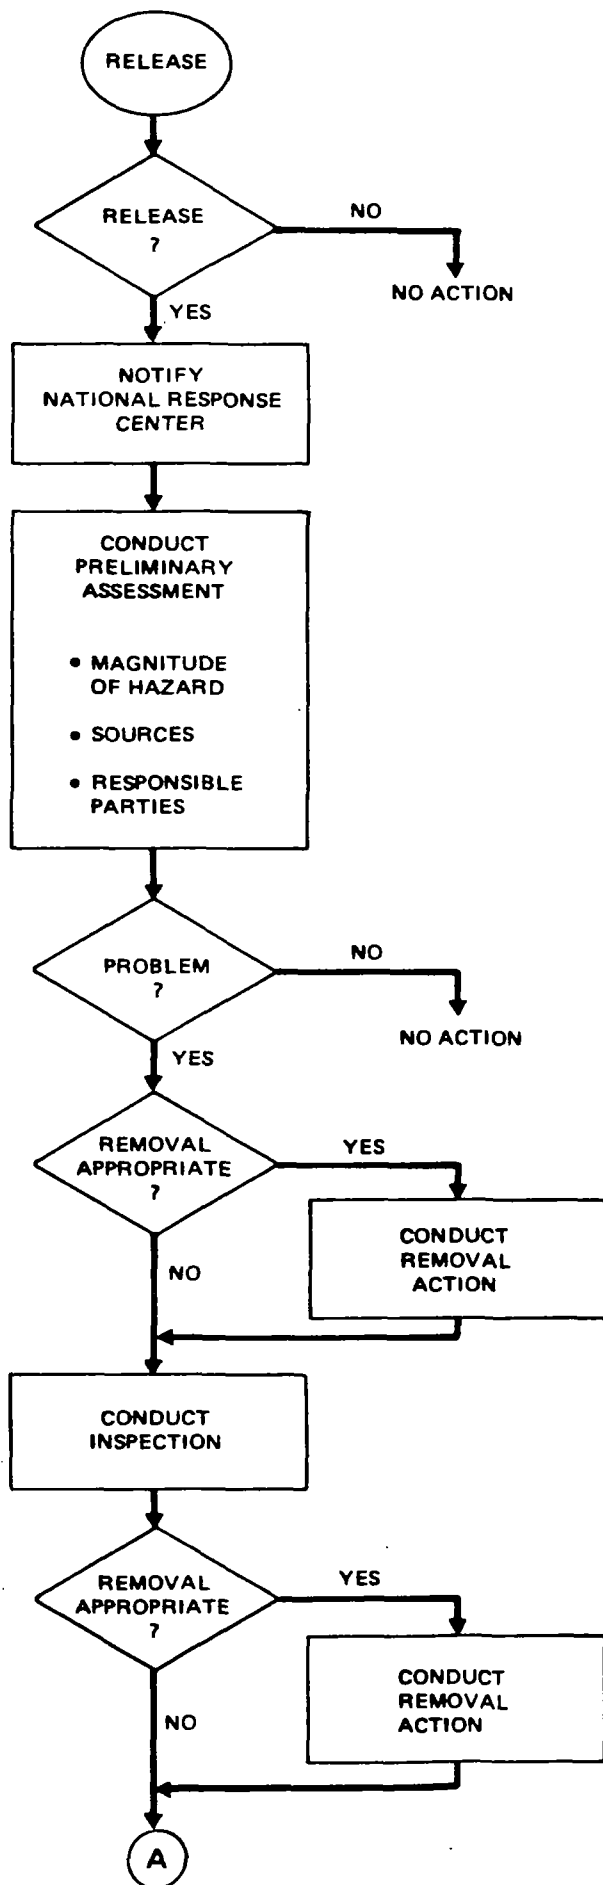 RELEASE
RELEASE
?
NO
NO ACTION
YES
NOTIFY
NATIONAL RESPONSE
CENTER
CONDUCT
PRELIMINARY
ASSESSMENT
• MAGNITUDE
OF HAZARD
• SOURCES
• RESPONSIBLE
PARTIES
PROBLEM
?
NO
NO ACTION
YES
REMOVAL
APPROPRIATE
?
YES
CONDUCT
REMOVAL
ACTION
NO
CONDUCT
INSPECTION
REMOVAL
APPROPRIATE
?
YES
CONDUCT
REMOVAL
ACTION
NO
A